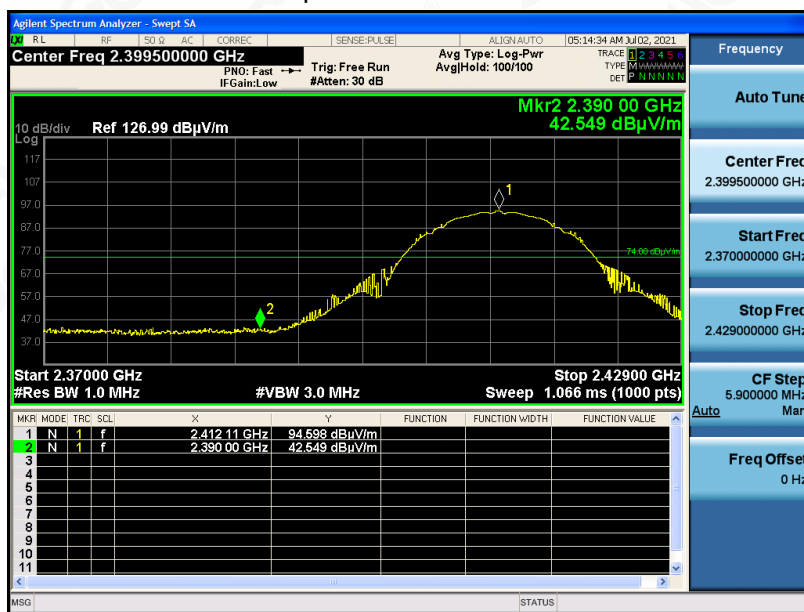 Agilent Spectrum Analyzer - Swept SA
LXI RL RF 50 Ω AC CORREC SENSE:PULSE ALIGN AUTO 05:14:34 AM Jul 02, 2021
Center Freq 2.399500000 GHz
PNO: Fast
IFGain:Low
Trig: Free Run
#Atten: 30 dB
Avg Type: Log-Pwr
Avg|Hold: 100/100
TRACE 1 2 3 4 5 6
TYPE M WWWWW
DET P N N N N N
Mkr2 2.390 00 GHz
42.549 dBµV/m
10 dB/div Ref 126.99 dBµV/m
Log
117
107
97.0
87.0
77.0
67.0
57.0
47.0
37.0
1
74.00 dBµV/m
2
Start 2.37000 GHz Stop 2.42900 GHz
#Res BW 1.0 MHz #VBW 3.0 MHz Sweep 1.066 ms (1000 pts)
MKR MODE TRC SCL X Y FUNCTION FUNCTION WIDTH FUNCTION VALUE
1 N 1 f 2.412 11 GHz 94.598 dBµV/m
2 N 1 f 2.390 00 GHz 42.549 dBµV/m
3
4
5
6
7
8
9
10
11
MSG STATUS
Frequency
Auto Tune
Center Freq
2.399500000 GHz
Start Freq
2.370000000 GHz
Stop Freq
2.429000000 GHz
CF Step
5.900000 MHz
Auto Man
Freq Offset
0 Hz